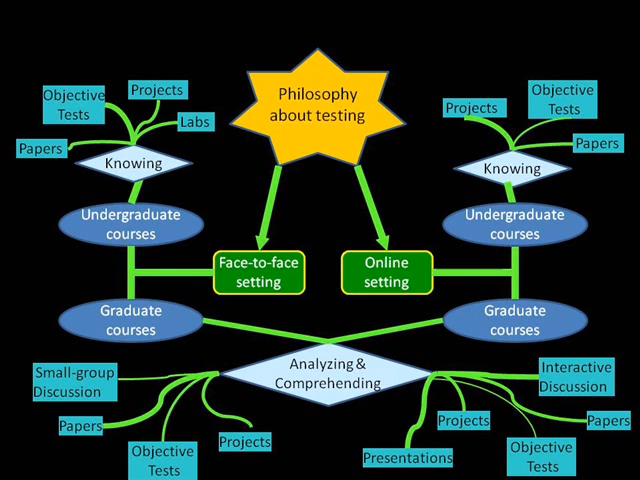 Philosophy
about testing
Objective
Tests
Projects
Labs
Papers
Knowing
Undergraduate
courses
Face-to-face
setting
Graduate
courses
Projects
Objective
Tests
Papers
Knowing
Undergraduate
courses
Online
setting
Graduate
courses
Analyzing &
Comprehending
Small-group
Discussion
Papers
Objective
Tests
Projects
Interactive
Discussion
Papers
Projects
Presentations
Objective
Tests